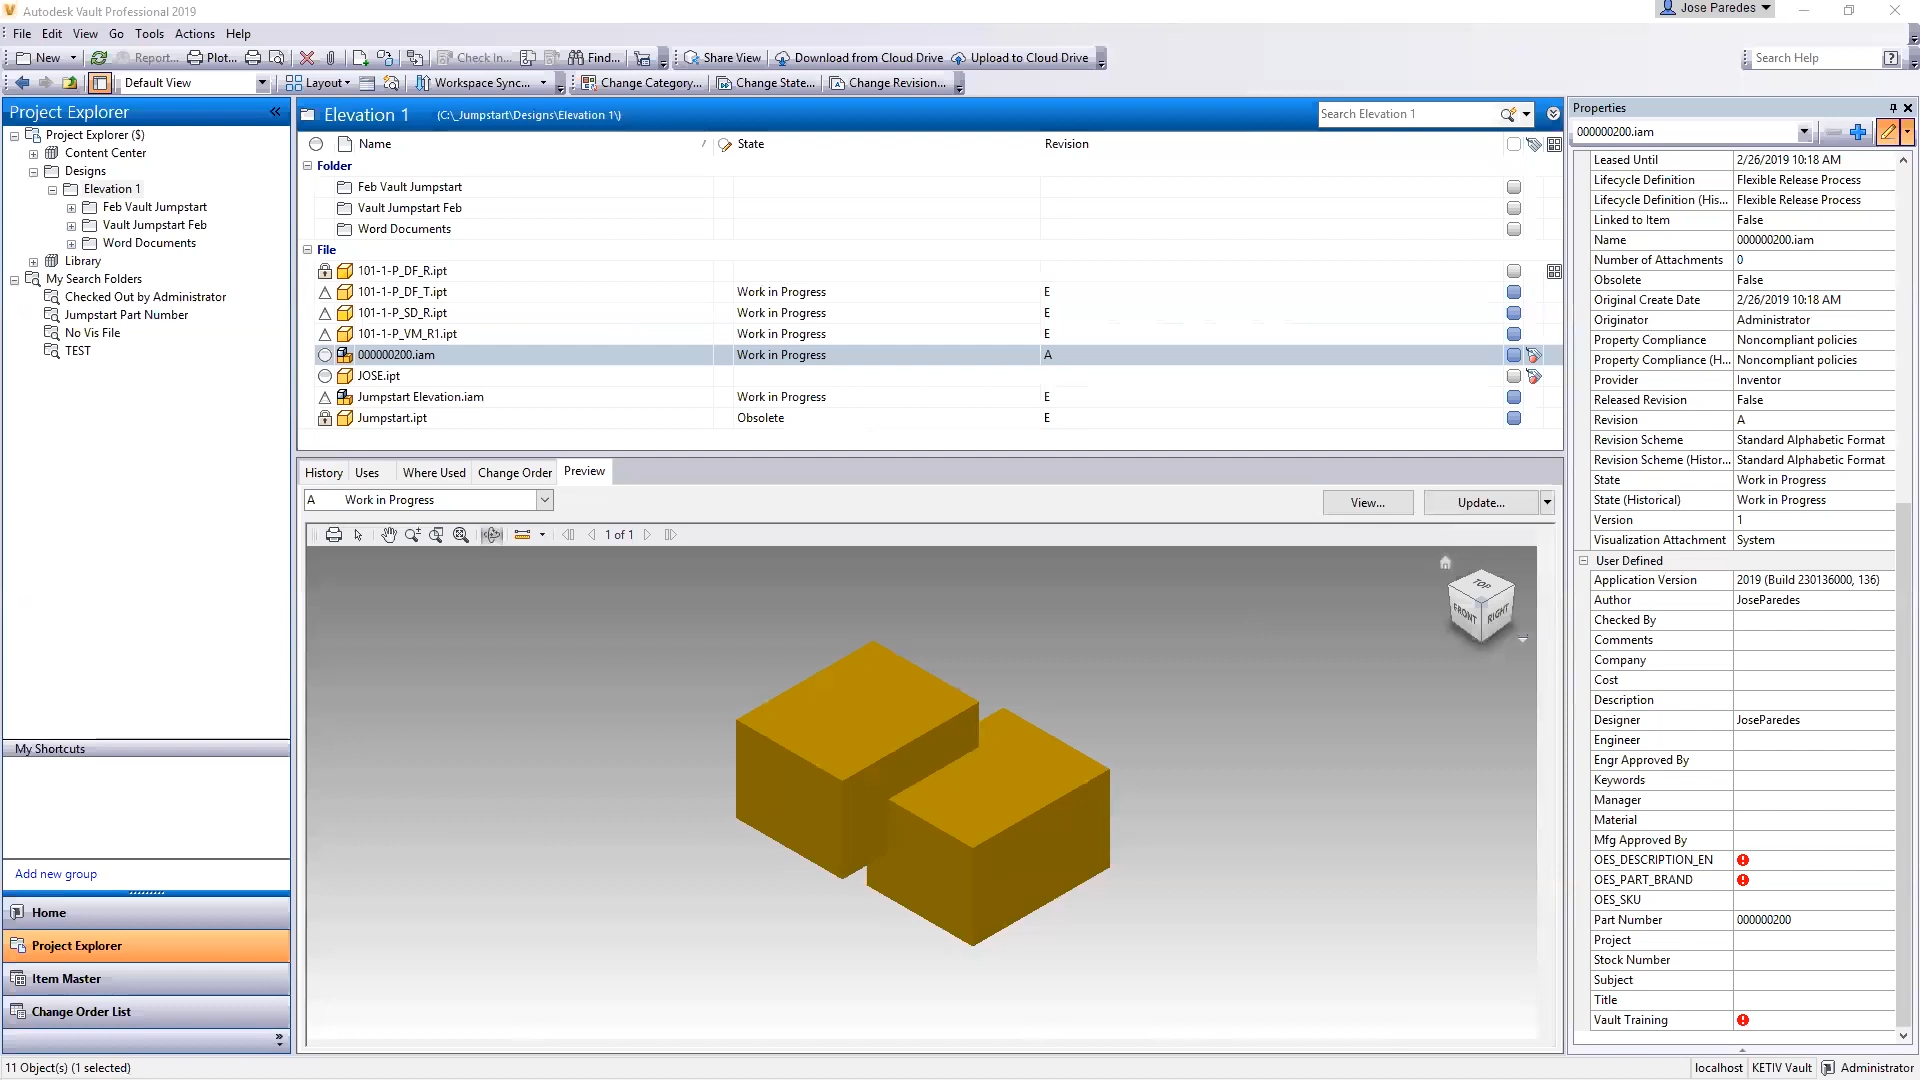 Autodesk Vault Professional 2019
Jose Paredes
File Edit View Go Tools Actions Help
New Report... Plot... Check In... Find... Share View Download from Cloud Drive Upload to Cloud Drive Search Help
Default View Layout Workspace Sync... Change Category... Change State... Change Revision...
Project Explorer
Project Explorer ($)
Content Center
Designs
Elevation 1
Feb Vault Jumpstart
Vault Jumpstart Feb
Word Documents
Library
My Search Folders
Checked Out by Administrator
Jumpstart Part Number
No Vis File
TEST
My Shortcuts
Add new group
Home
Project Explorer
Item Master
Change Order List
Elevation 1 (C:\_Jumpstart\Designs\Elevation 1\) Search Elevation 1
Name State Revision
Folder
Feb Vault Jumpstart
Vault Jumpstart Feb
Word Documents
File
101-1-P_DF_R.ipt
101-1-P_DF_T.ipt Work in Progress E
101-1-P_SD_R.ipt Work in Progress E
101-1-P_VM_R1.ipt Work in Progress E
000000200.iam Work in Progress A
JOSE.ipt
Jumpstart Elevation.iam Work in Progress E
Jumpstart.ipt Obsolete E
History Uses Where Used Change Order Preview
A Work in Progress View... Update...
1 of 1
TOP
FRONT RIGHT
Properties
000000200.iam
Leased Until 2/26/2019 10:18 AM
Lifecycle Definition Flexible Release Process
Lifecycle Definition (His... Flexible Release Process
Linked to Item False
Name 000000200.iam
Number of Attachments 0
Obsolete False
Original Create Date 2/26/2019 10:18 AM
Originator Administrator
Property Compliance Noncompliant policies
Property Compliance (H... Noncompliant policies
Provider Inventor
Released Revision False
Revision A
Revision Scheme Standard Alphabetic Format
Revision Scheme (Histor... Standard Alphabetic Format
State Work in Progress
State (Historical) Work in Progress
Version 1
Visualization Attachment System
User Defined
Application Version 2019 (Build 230136000, 136)
Author JoseParedes
Checked By
Comments
Company
Cost
Description
Designer JoseParedes
Engineer
Engr Approved By
Keywords
Manager
Material
Mfg Approved By
OES_DESCRIPTION_EN
OES_PART_BRAND
OES_SKU
Part Number 000000200
Project
Stock Number
Subject
Title
Vault Training
11 Object(s) (1 selected) localhost KETIV Vault Administrator